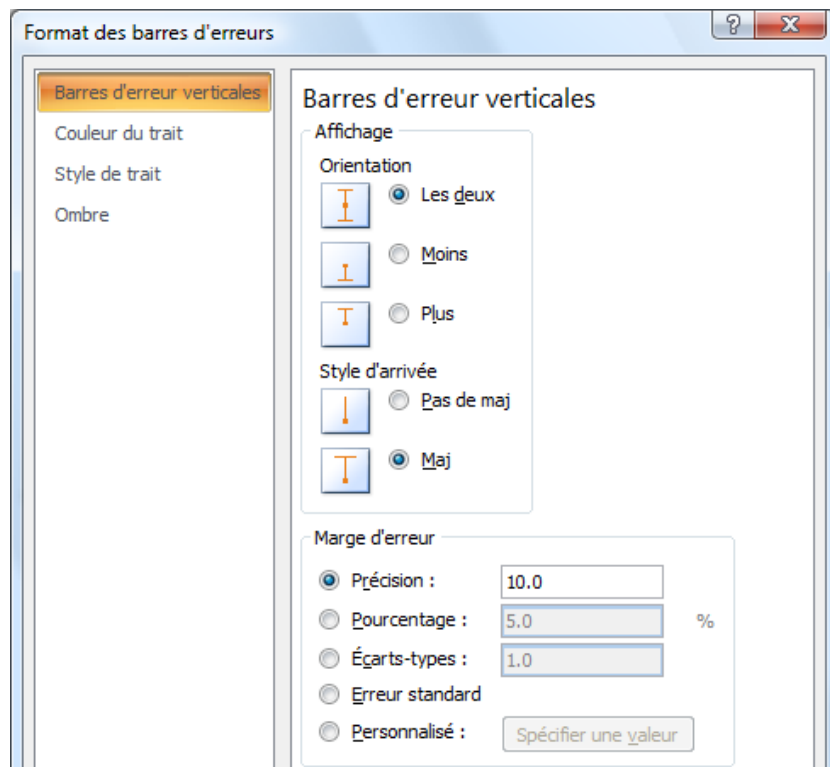 Format des barres d'erreurs
Barres d'erreur verticales
Couleur du trait
Style de trait
Ombre
Barres d'erreur verticales
Affichage
Orientation
Les deux
Moins
Plus
Style d'arrivée
Pas de maj
Maj
Marge d'erreur
Précision : 10.0
Pourcentage : 5.0 %
Écarts-types : 1.0
Erreur standard
Personnalisé : Spécifier une valeur